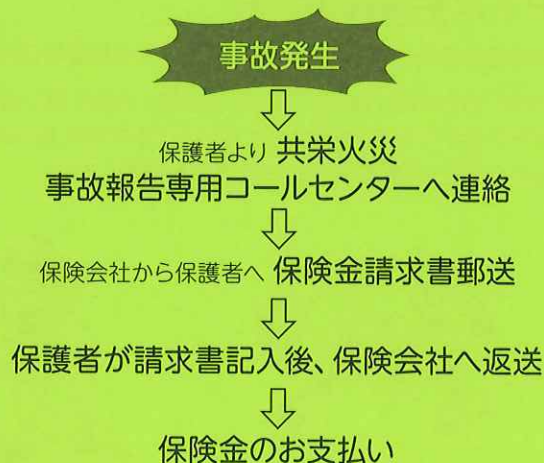 事故発生
保護者より 共栄火災
事故報告専用コールセンターへ連絡
保険会社から保護者へ 保険金請求書郵送
保護者が請求書記入後、保険会社へ返送
保険金のお支払い